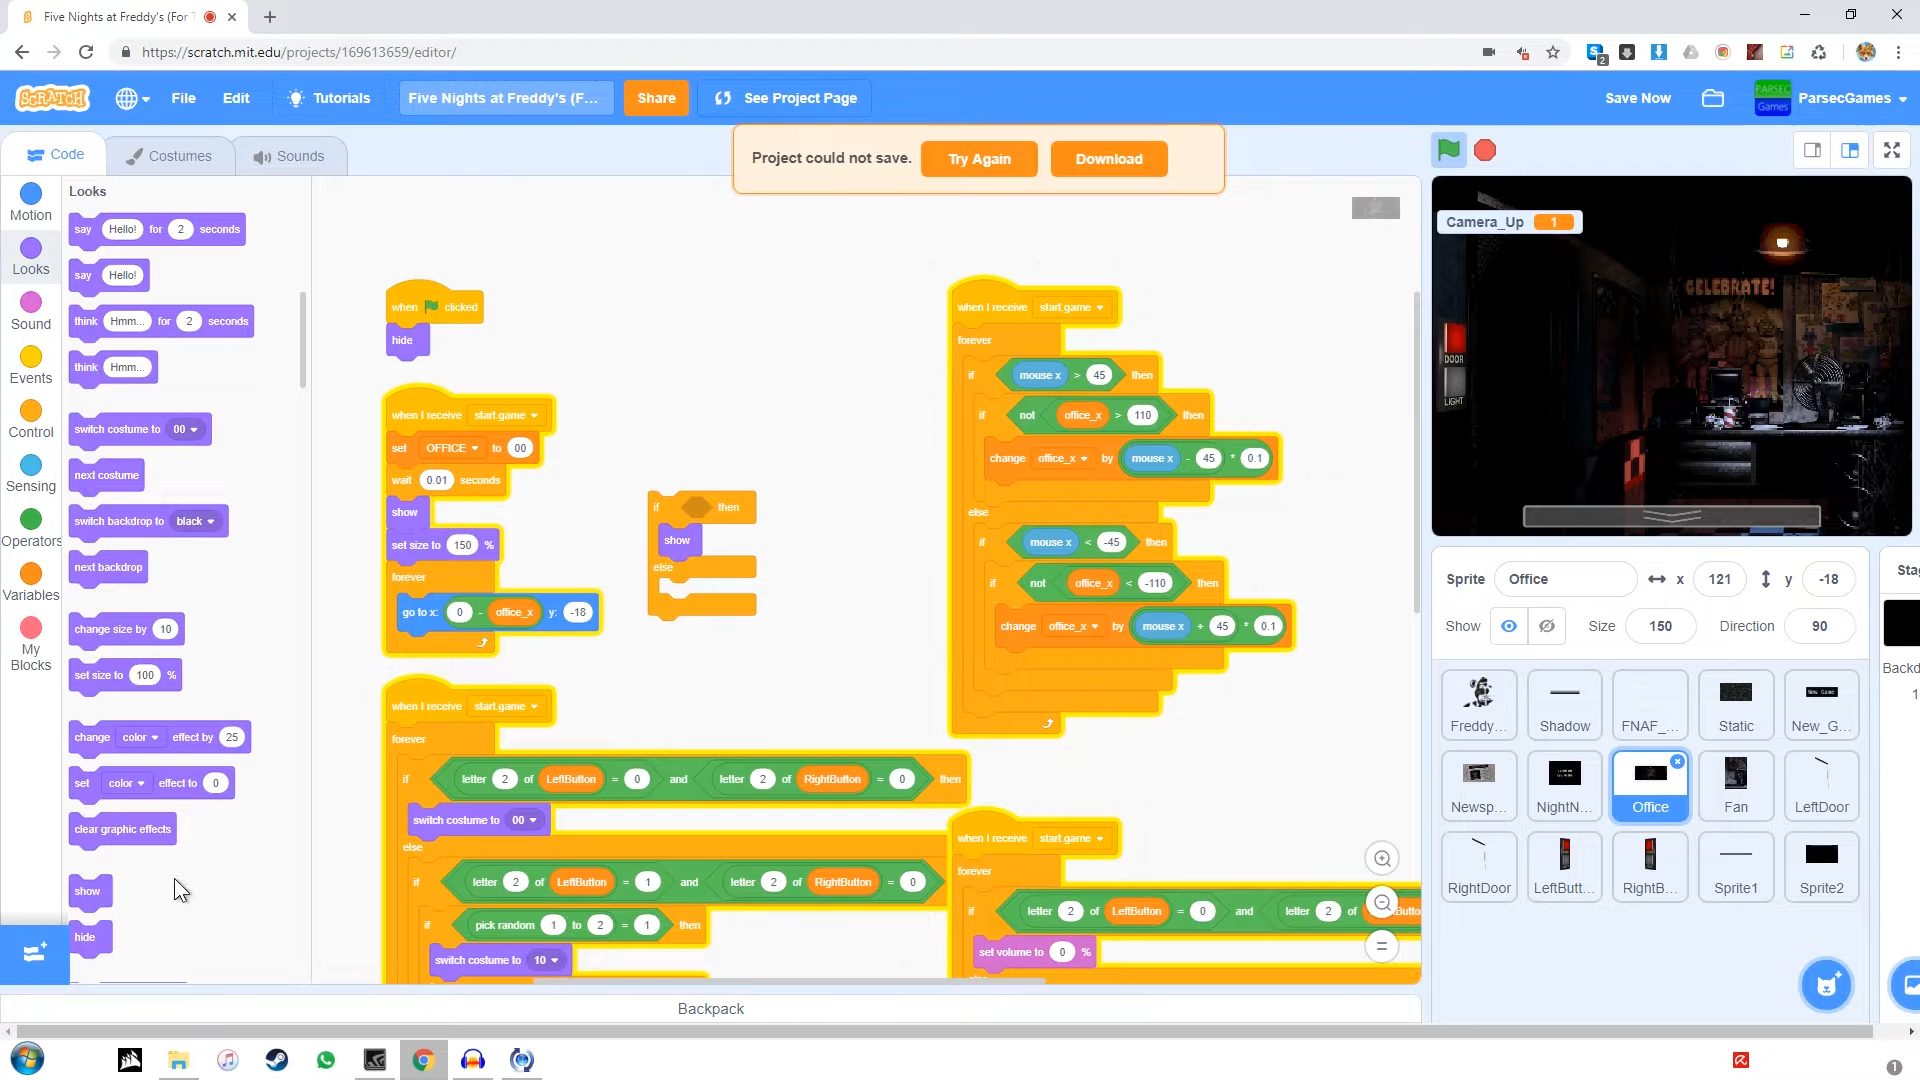 Five Nights at Freddy's (For T
https://scratch.mit.edu/projects/169613659/editor/
2
SCRATCH
File
Edit
Tutorials
Five Nights at Freddy's (F...
Share
See Project Page
Save Now
PARSEC
Games
ParsecGames
Code
Costumes
Sounds
Project could not save.
Try Again
Download
Motion
Looks
Sound
Events
Control
Sensing
Operators
Variables
My
Blocks
Looks
say Hello! for 2 seconds
say Hello!
think Hmm... for 2 seconds
think Hmm...
switch costume to 00
next costume
switch backdrop to black
next backdrop
change size by 10
set size to 100 %
change color effect by 25
set color effect to 0
clear graphic effects
show
hide
when clicked
hide
when I receive start.game
set OFFICE to 00
wait 0.01 seconds
show
set size to 150 %
forever
go to x: 0 - office_x y: -18
if then
show
else
when I receive start.game
forever
if letter 2 of LeftButton = 0 and letter 2 of RightButton = 0 then
switch costume to 00
else
if letter 2 of LeftButton = 1 and letter 2 of RightButton = 0
if pick random 1 to 2 = 1 then
switch costume to 10
when I receive start.game
forever
if mouse x > 45 then
if not office_x > 110 then
change office_x by mouse x - 45 * 0.1
else
if mouse x < -45 then
if not office_x < -110 then
change office_x by mouse x + 45 * 0.1
when I receive start.game
forever
if letter 2 of LeftButton = 0 and letter 2 of
set volume to 0 %
Backpack
Camera_Up 1
CELEBRATE!
DOOR
LIGHT
Sprite Office x 121 y -18
Show Size 150 Direction 90
Stag
Freddy...
Shadow
FNAF_...
Static
New Game
New_G...
Newsp...
NightN...
Office
Fan
LeftDoor
RightDoor
LeftButt...
RightB...
Sprite1
Sprite2
Backd
1
1